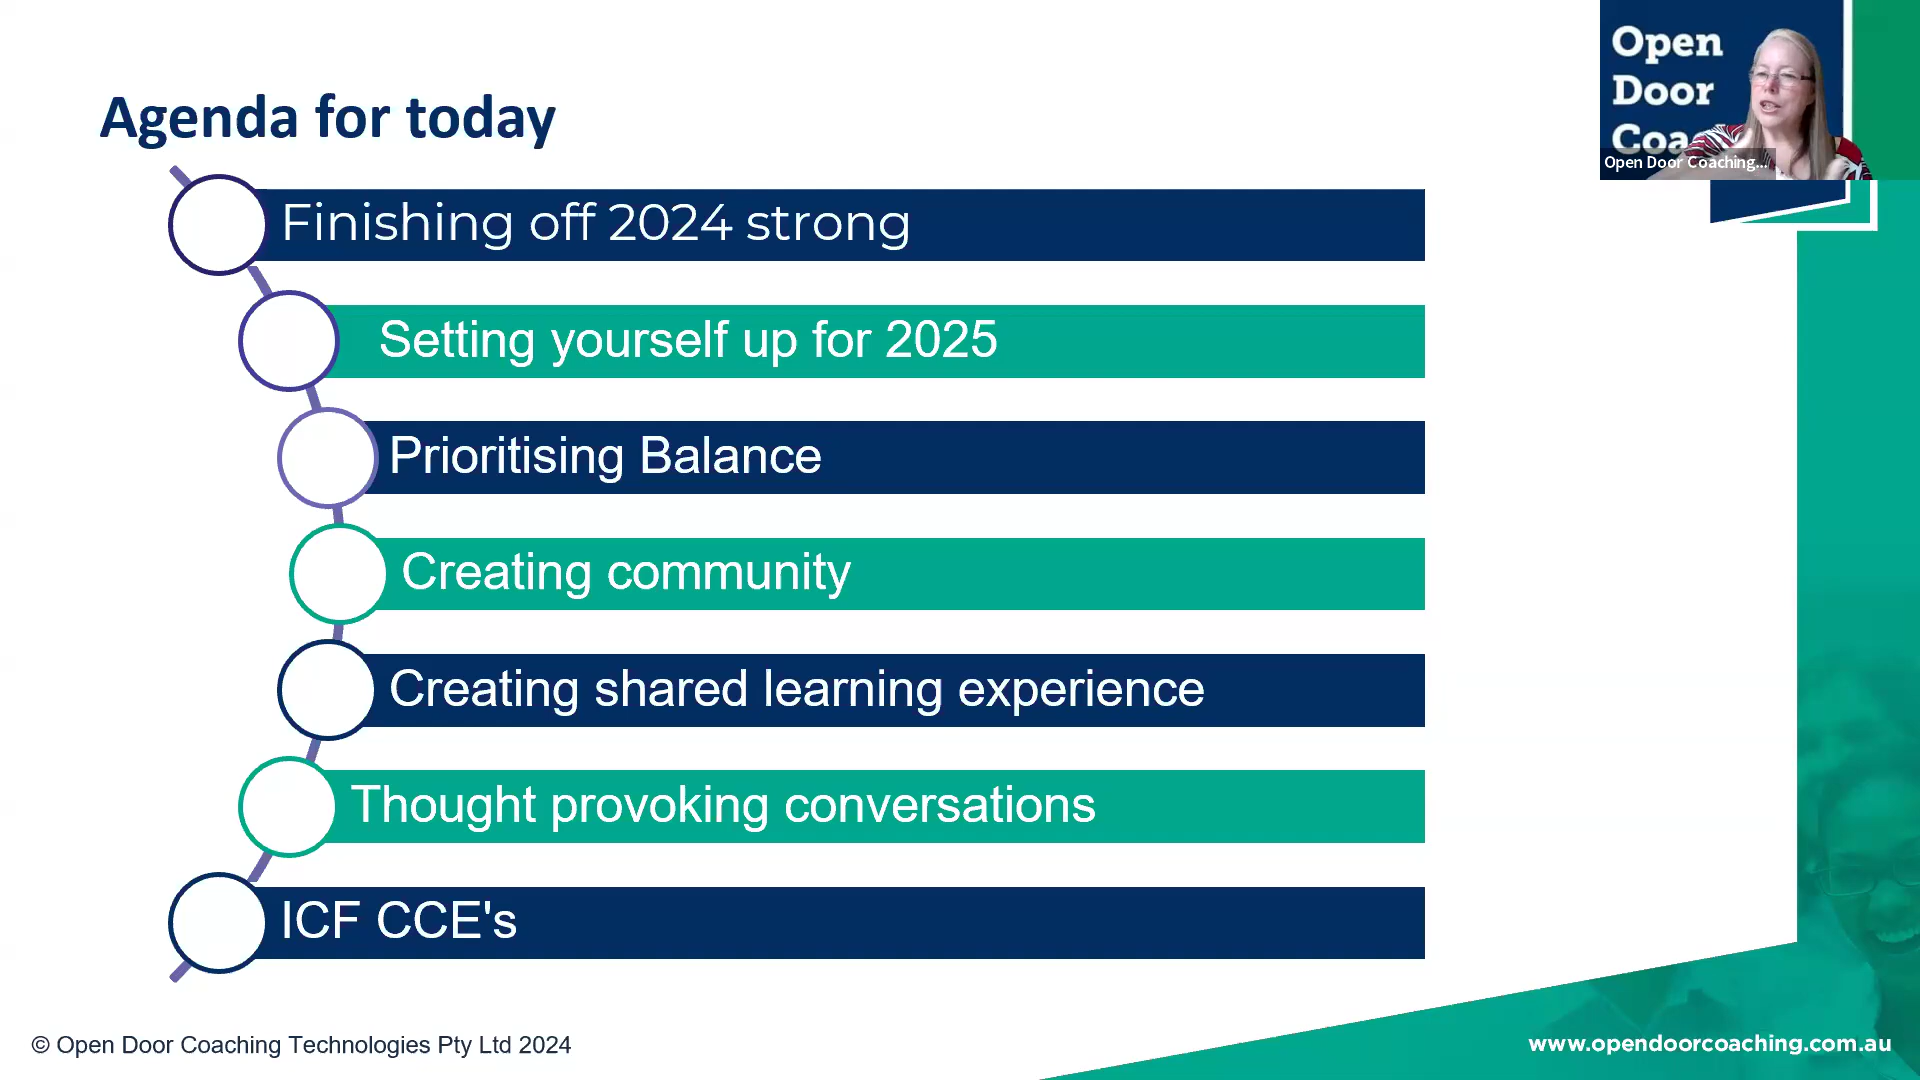 Agenda for today
Finishing off 2024 strong
Setting yourself up for 2025
Prioritising Balance
Creating community
Creating shared learning experience
Thought provoking conversations
ICF CCE's
© Open Door Coaching Technologies Pty Ltd 2024
www.opendoorcoaching.com.au
Open
Door
Coa
Open Door Coaching...